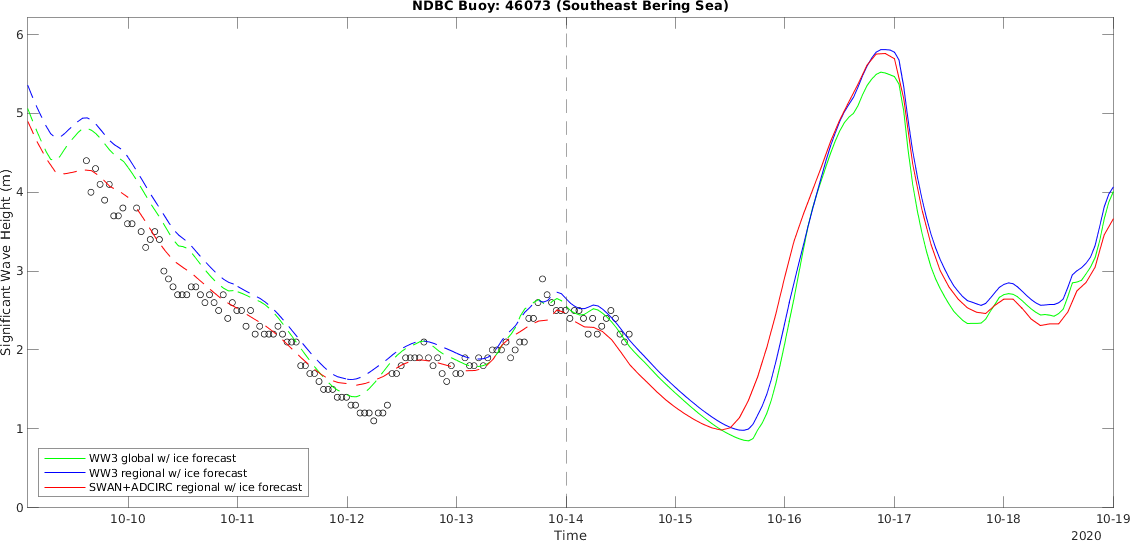 NDBC Buoy: 46073 (Southeast Bering Sea)
6
5
4
3
2
1
0
Significant Wave Height (m)
WW3 global w/ ice forecast
WW3 regional w/ ice forecast
SWAN+ADCIRC regional w/ ice forecast
10-10 10-11 10-12 10-13 10-14 10-15 10-16 10-17 10-18 10-19
Time
2020